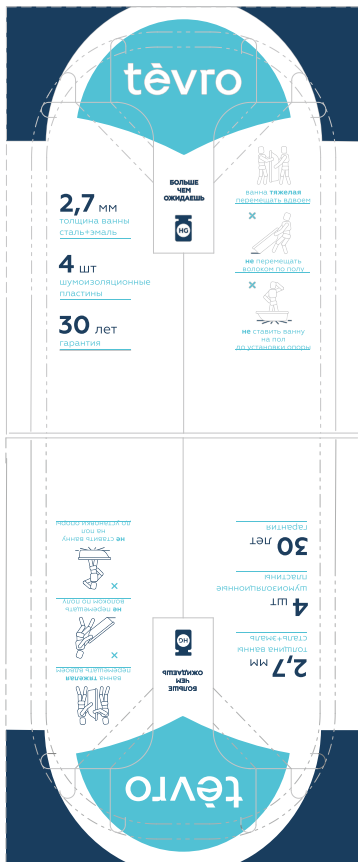 tèvro
БОЛЬШЕ
ЧЕМ
ОЖИДАЕШЬ
HG
2,7 мм
толщина ванны
сталь+эмаль
4 шт
шумоизоляционные
пластины
30 лет
гарантия
ванна тяжелая
перемещать вдвоем
не перемещать
волоком по полу
не ставить ванну
на пол
до установки опоры
2,7 мм
толщина ванны
сталь+эмаль
4 шт
шумоизоляционные
пластины
30 лет
гарантия
ванна тяжелая
перемещать вдвоем
не перемещать
волоком по полу
не ставить ванну
на пол
до установки опоры
БОЛЬШЕ
ЧЕМ
ОЖИДАЕШЬ
HG
tèvro